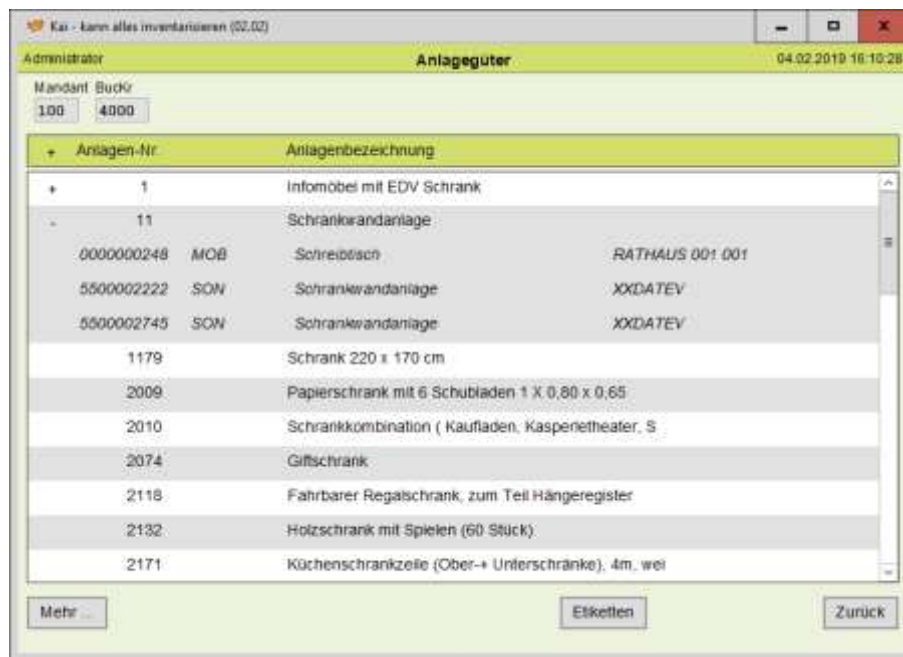 Kai - kann alles inventarisieren (02.02)
Administrator Anlagegüter 04.02.2019 16:10:28
Mandant BucKr
100 4000
+ Anlagen-Nr. Anlagenbezeichnung
+ 1 Infomöbel mit EDV Schrank
- 11 Schrankwandanlage
0000000248 MOB Schreibtisch RATHAUS 001 001
5500002222 SON Schrankwandanlage XXDATEV
5500002745 SON Schrankwandanlage XXDATEV
1179 Schrank 220 x 170 cm
2009 Papierschrank mit 6 Schubladen 1 X 0,80 x 0,65
2010 Schrankkombination ( Kaufladen, Kasperletheater, S
2074 Giftschrank
2118 Fahrbarer Regalschrank, zum Teil Hängeregister
2132 Holzschrank mit Spielen (60 Stück)
2171 Küchenschrankzeile (Ober-+ Unterschränke), 4m, wei
Mehr ... Etiketten Zurück